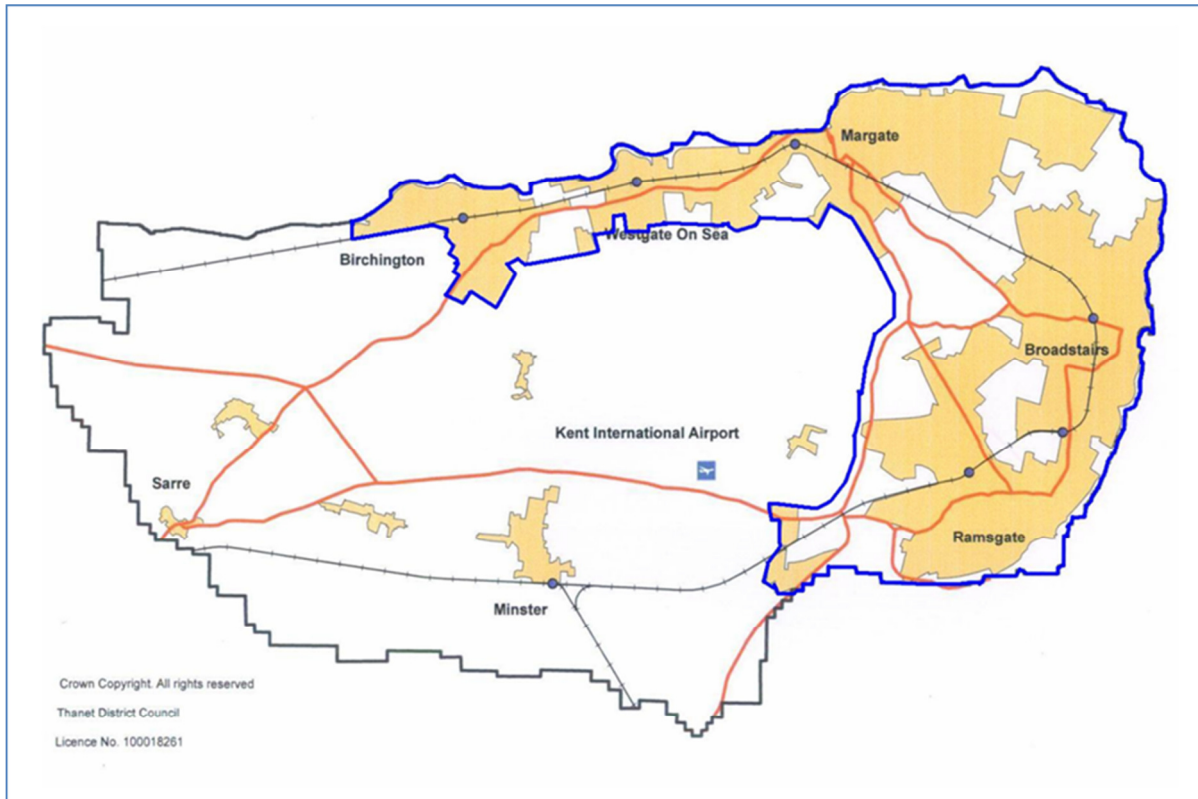 Margate
Westgate On Sea
Birchington
Broadstairs
Kent International Airport
Sarre
Ramsgate
Minster
Crown Copyright. All rights reserved
Thanet District Council
Licence No. 100018261